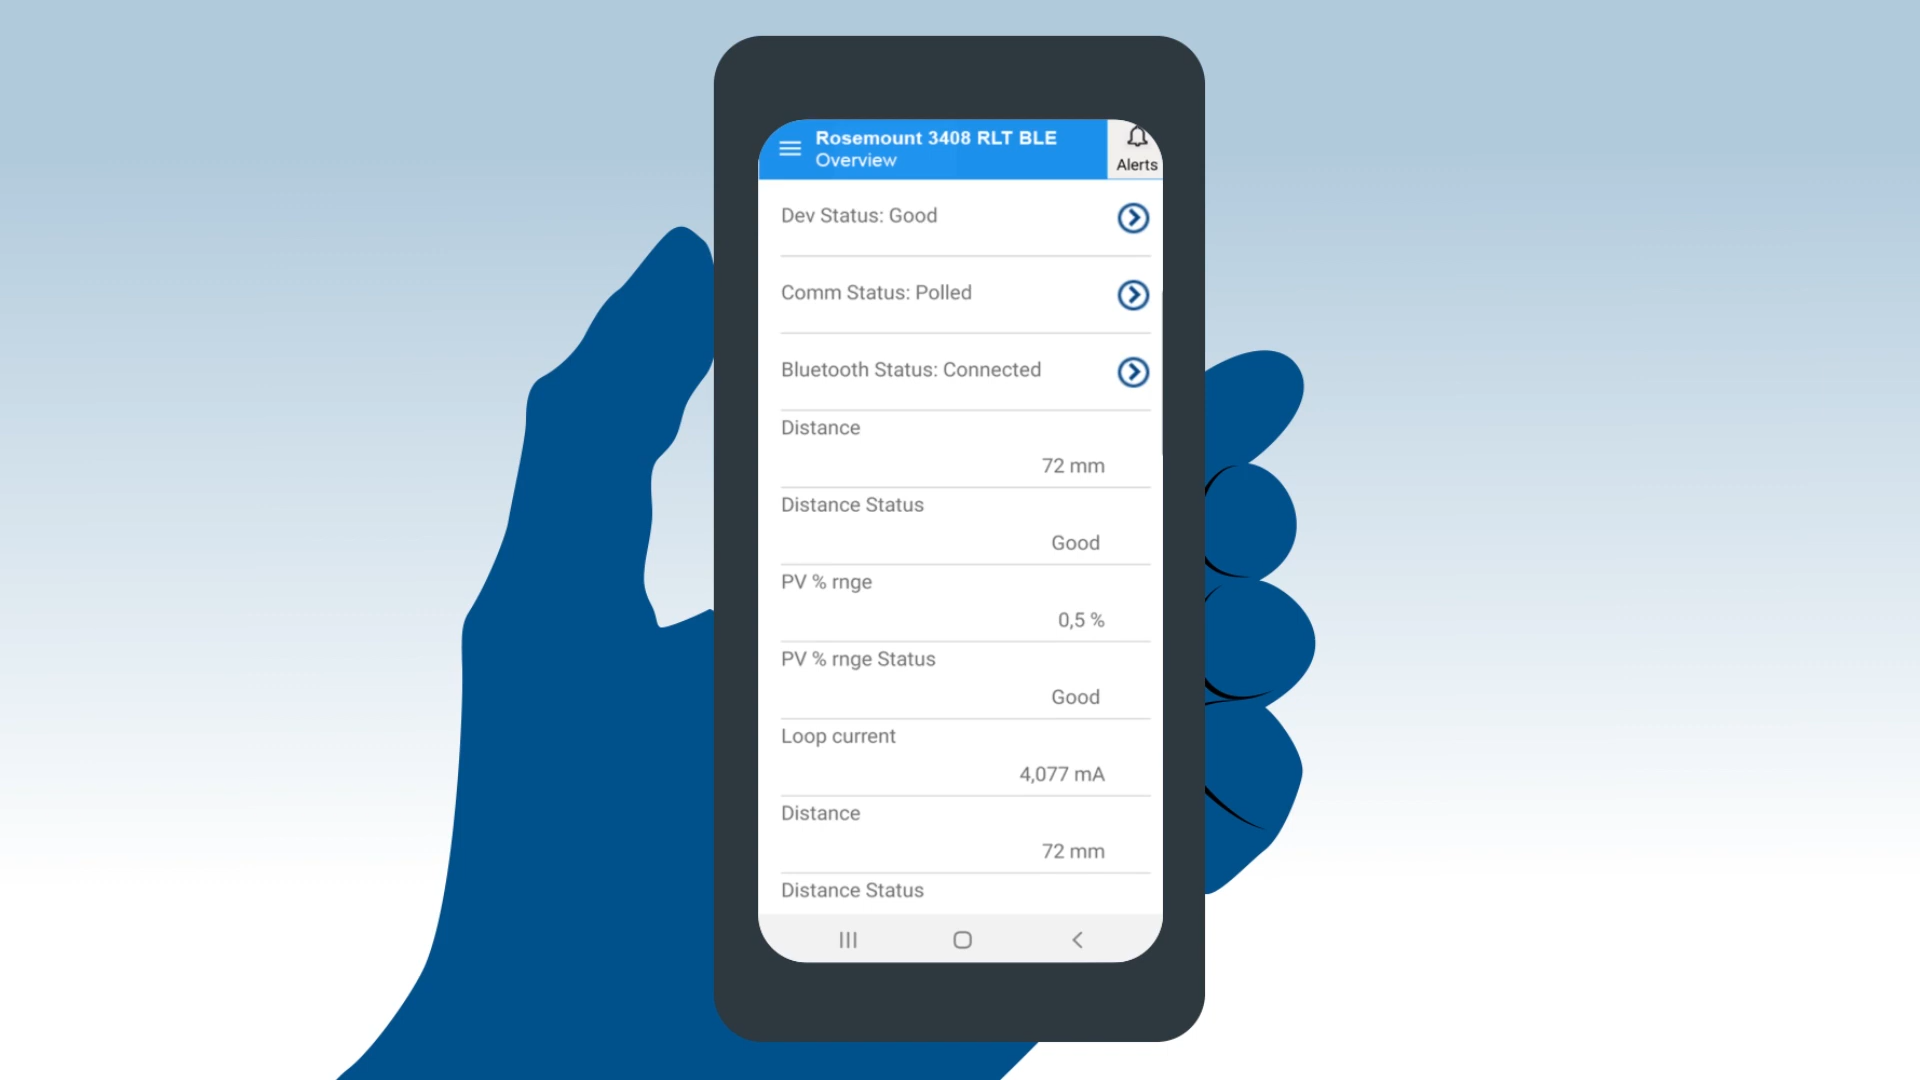 Rosemount 3408 RLT BLE
Overview
Alerts
Dev Status: Good
Comm Status: Polled
Bluetooth Status: Connected
Distance
72 mm
Distance Status
Good
PV % rnge
0,5 %
PV % rnge Status
Good
Loop current
4,077 mA
Distance
72 mm
Distance Status